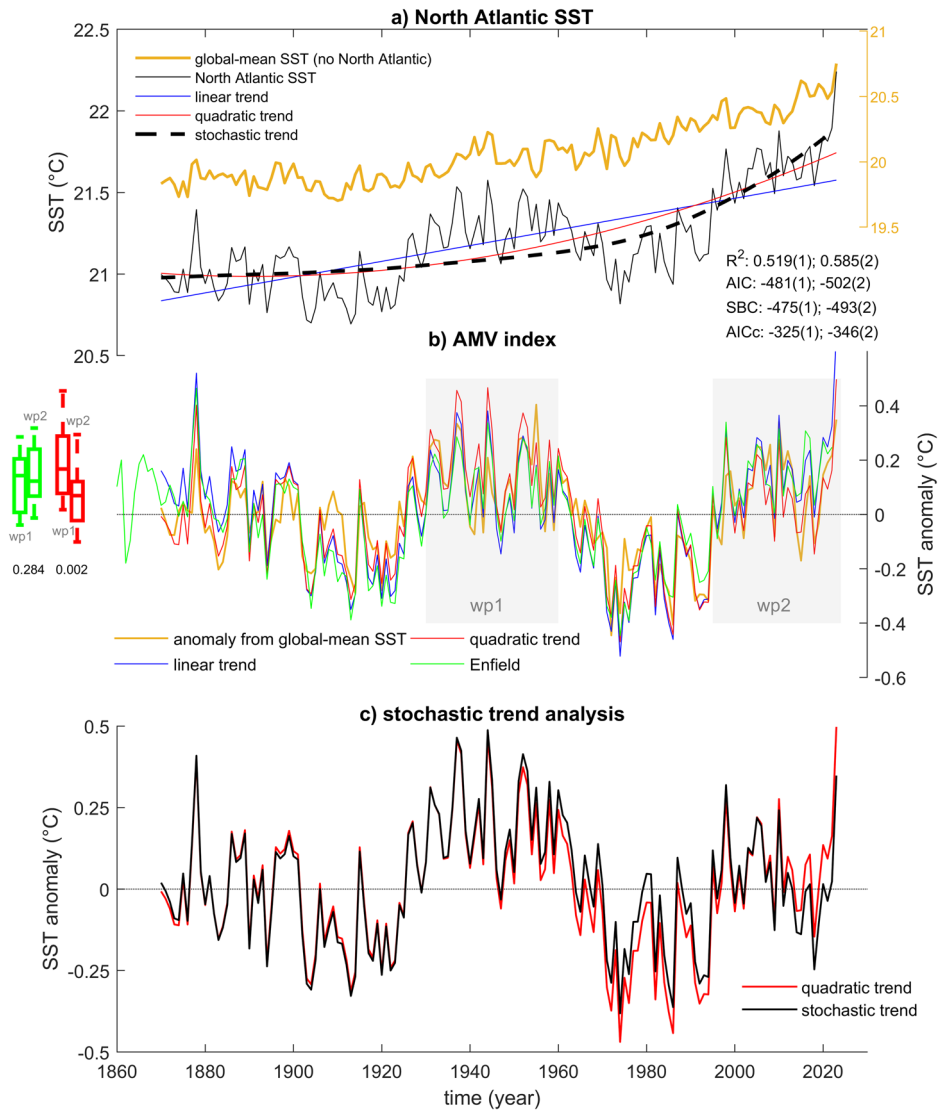 a) North Atlantic SST
22.5
22
21.5
21
20.5
SST (°C)
21
20.5
20
19.5
global-mean SST (no North Atlantic)
North Atlantic SST
linear trend
quadratic trend
stochastic trend
R2: 0.519(1); 0.585(2)
AIC: -481(1); -502(2)
SBC: -475(1); -493(2)
AICc: -325(1); -346(2)
b) AMV index
wp2
wp2
wp1
wp1
0.284 0.002
0.4
0.2
0
-0.2
-0.4
-0.6
SST anomaly (°C)
wp1
wp2
anomaly from global-mean SST
quadratic trend
linear trend
Enfield
c) stochastic trend analysis
0.5
0.25
0
-0.25
-0.5
SST anomaly (°C)
quadratic trend
stochastic trend
1860 1880 1900 1920 1940 1960 1980 2000 2020
time (year)